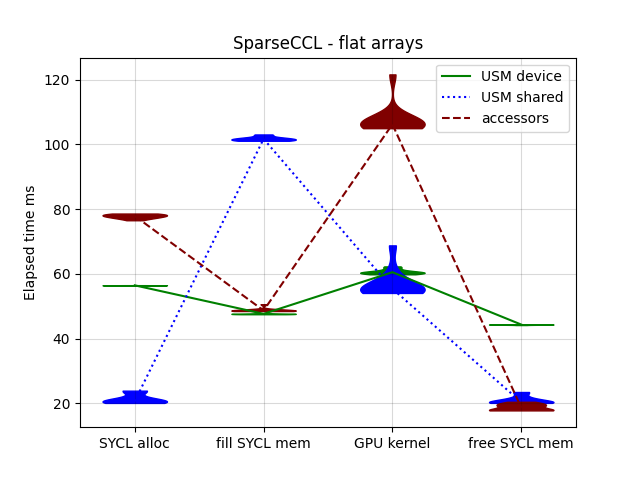 SparseCCL - flat arrays
USM device
USM shared
accessors
Elapsed time ms
120
100
80
60
40
20
SYCL alloc
fill SYCL mem
GPU kernel
free SYCL mem